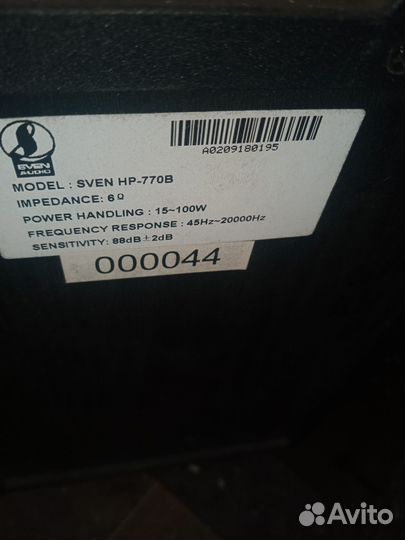 SVEN
AUDIO
A0209180195
MODEL : SVEN HP-770B
IMPEDANCE: 6Ω
POWER HANDLING : 15~100W
FREQUENCY RESPONSE : 45Hz~20000Hz
SENSITIVITY: 88dB±2dB
000044
Avito